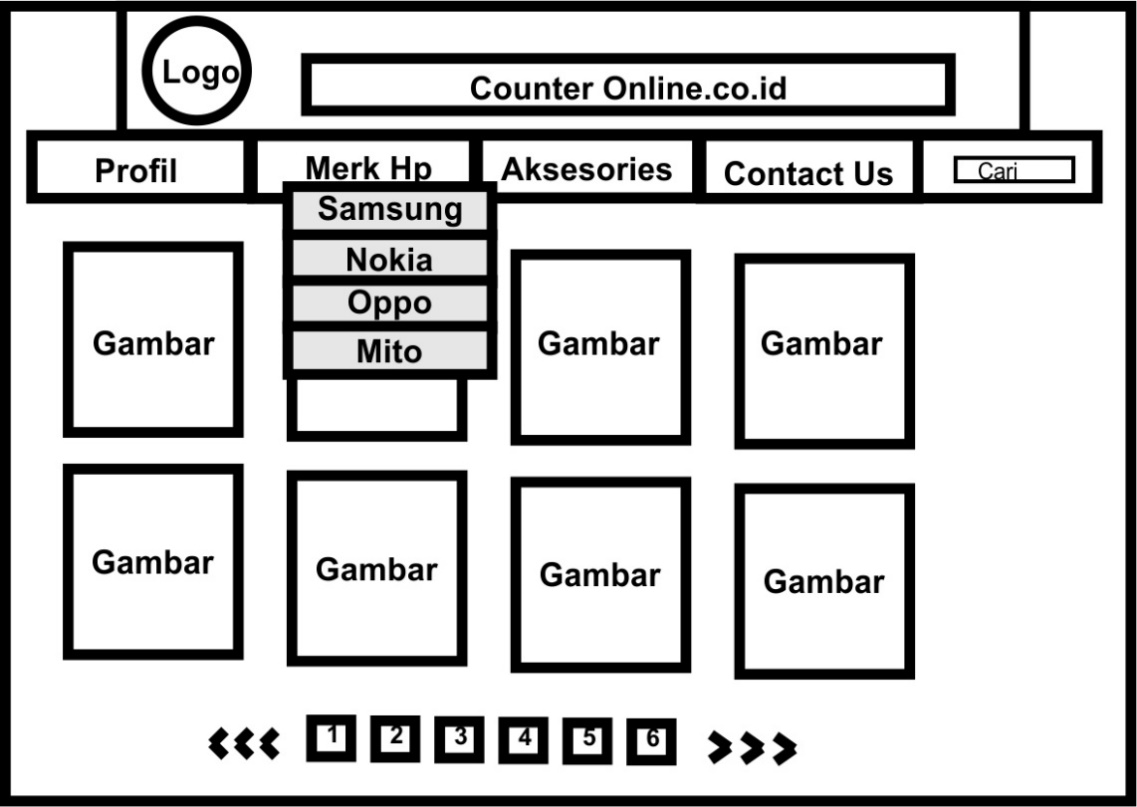 Logo
Counter Online.co.id
Profil
Merk Hp
Aksesories
Contact Us
Cari
Samsung
Nokia
Oppo
Mito
Gambar
Gambar
Gambar
Gambar
Gambar
Gambar
Gambar
1 2 3 4 5 6